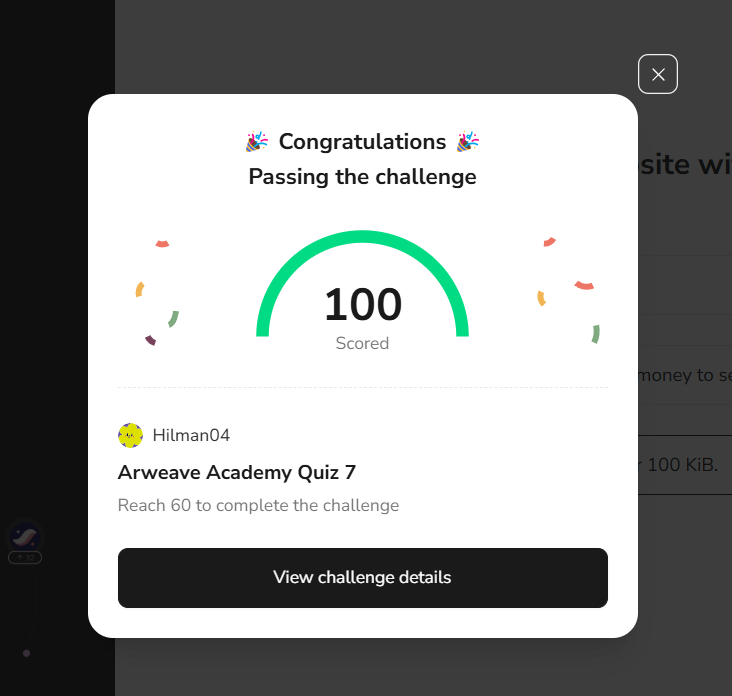 🎉 Congratulations 🎉
Passing the challenge
100
Scored
Hilman04
Arweave Academy Quiz 7
Reach 60 to complete the challenge
View challenge details
site wi
money to se
r 100 KiB.